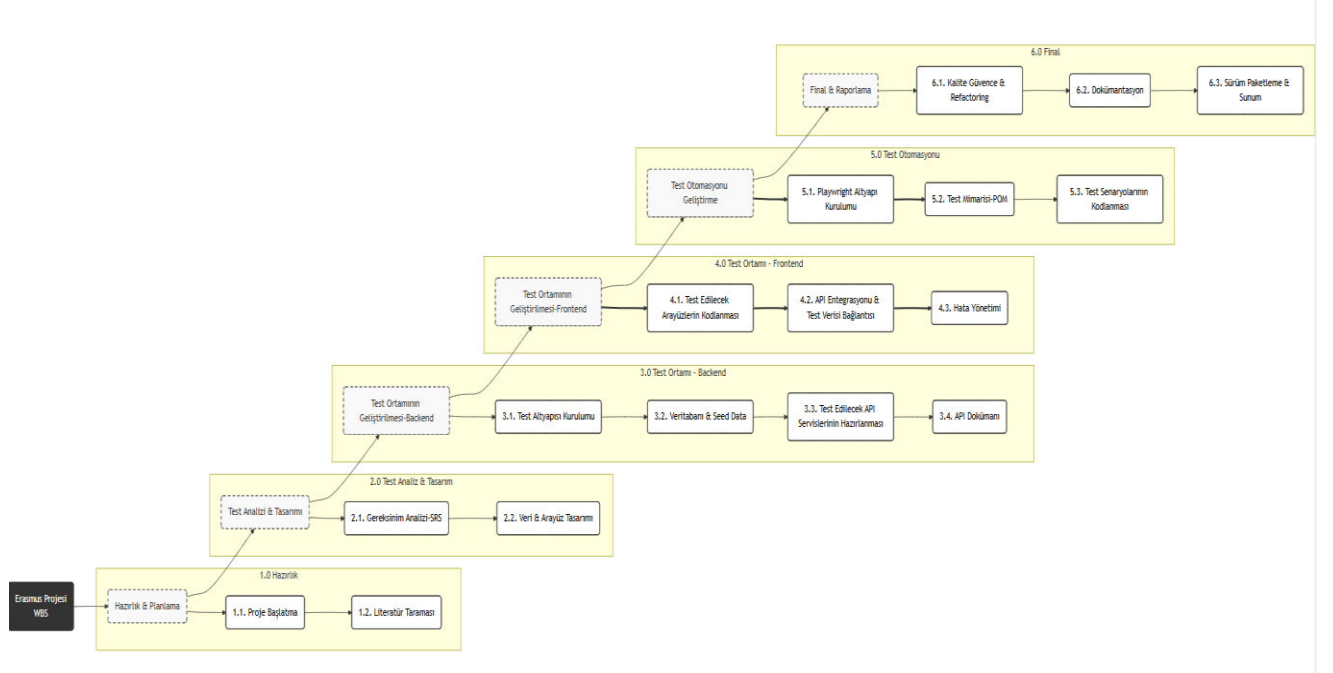 6.0 Final
Final & Raporlama
6.1. Kalite Güvence &
Refactoring
6.2. Dokümantasyon
6.3. Sürüm Paketleme &
Sunum
5.0 Test Otomasyonu
Test Otomasyonu
Geliştirme
5.1. Playwright Altyapı
Kurulumu
5.2. Test Mimarisi-POM
5.3. Test Senaryolarının
Kodlanması
4.0 Test Ortamı - Frontend
Test Ortamının
Geliştirilmesi-Frontend
4.1. Test Edilecek
Arayüzlerin Kodlanması
4.2. API Entegrasyonu &
Test Verisi Bağlantısı
4.3. Hata Yönetimi
3.0 Test Ortamı - Backend
Test Ortamının
Geliştirilmesi-Backend
3.1. Test Altyapısı Kurulumu
3.2. Veritabanı & Seed Data
3.3. Test Edilecek API
Servislerinin Hazırlanması
3.4. API Dokümanı
2.0 Test Analiz & Tasarım
Test Analizi & Tasarımı
2.1. Gereksinim Analizi-SRS
2.2. Veri & Arayüz Tasarımı
1.0 Hazırlık
Erasmus Projesi
WBS
Hazırlık & Planlama
1.1. Proje Başlatma
1.2. Literatür Taraması